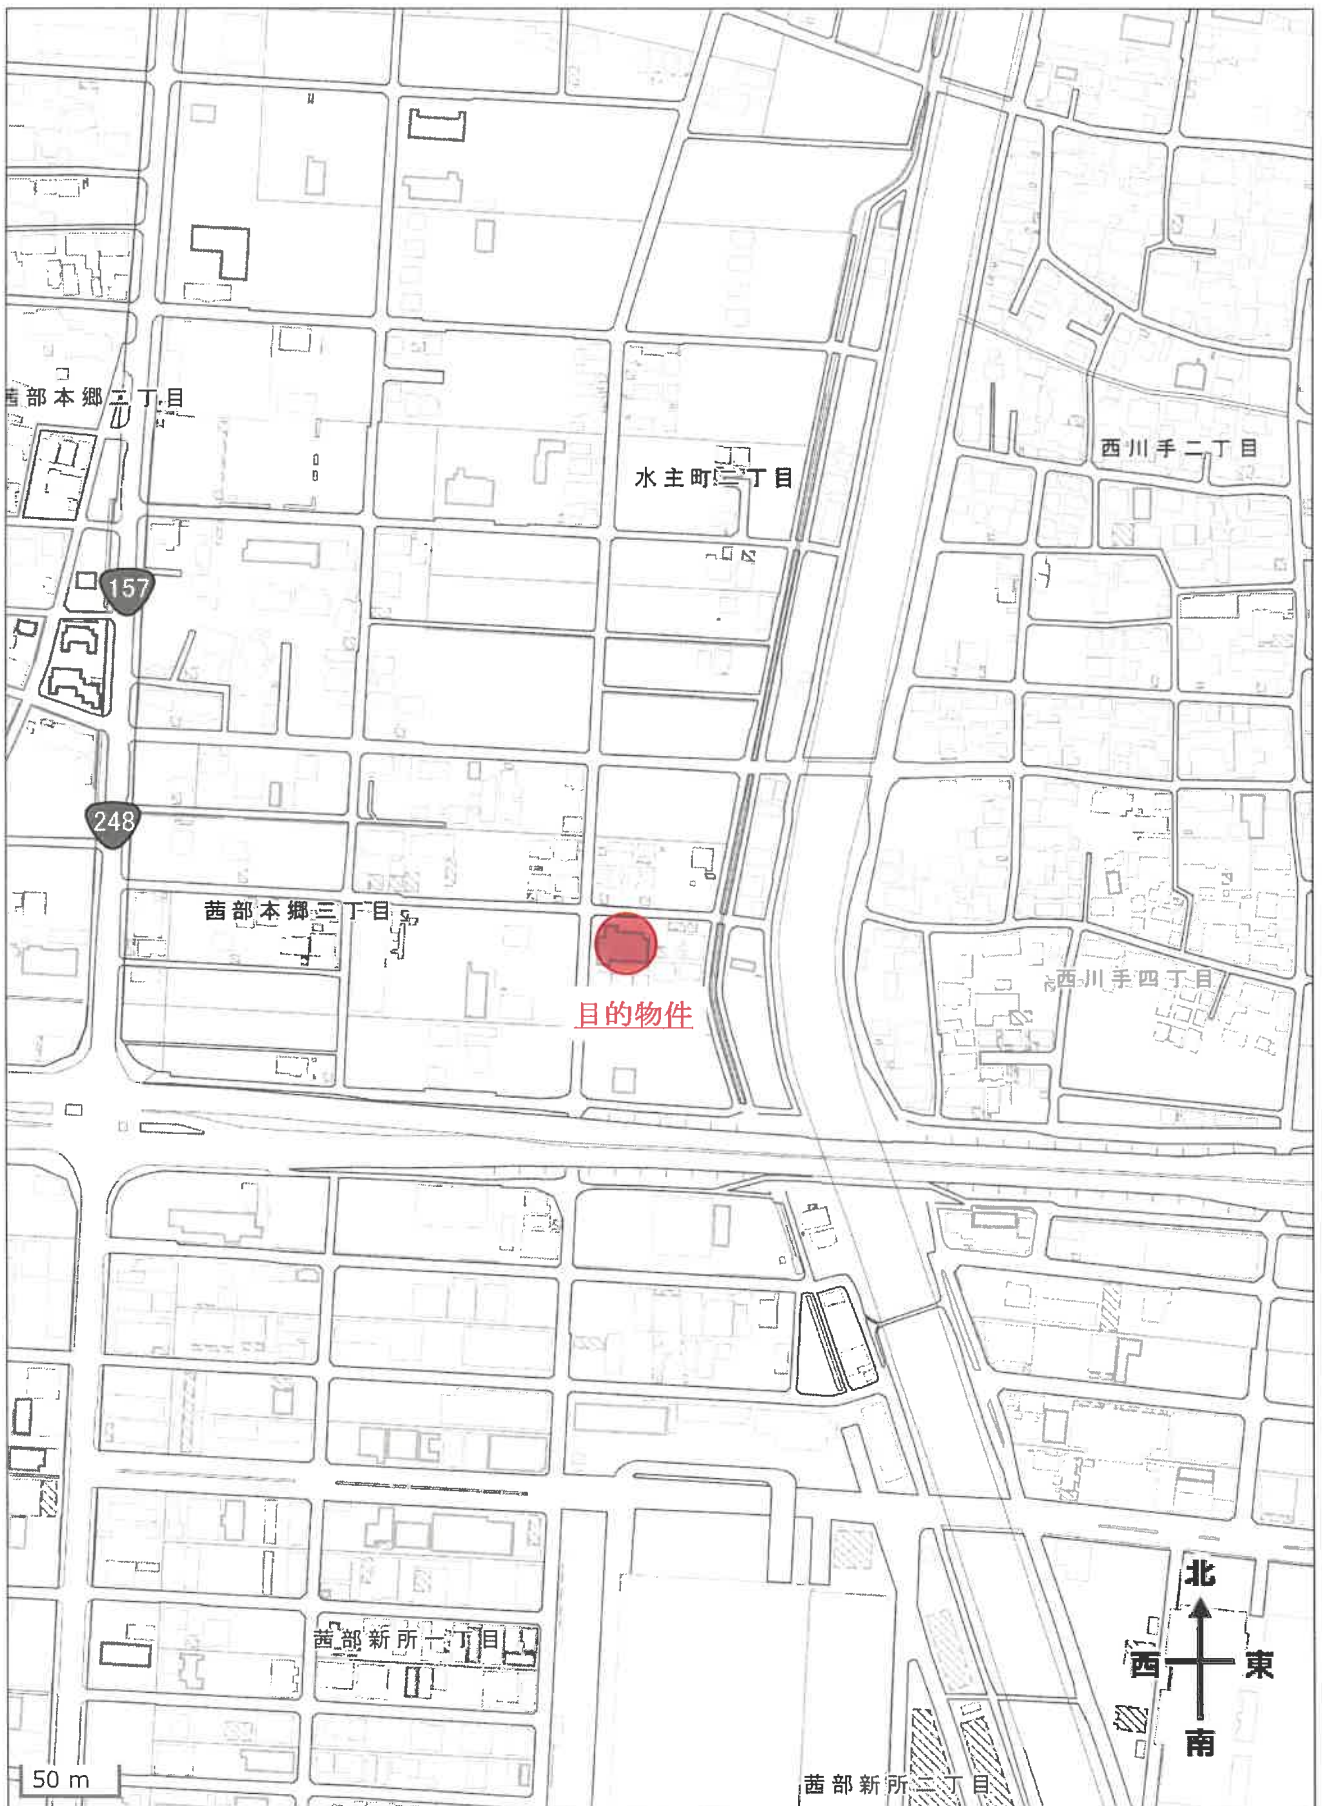 茜部本郷二丁目
西川手二丁目
水主町二丁目
157
248
茜部本郷三丁目
西川手四丁目
目的物件
北
茜部新所一丁目
西
東
南
50 m
茜部新所二丁目